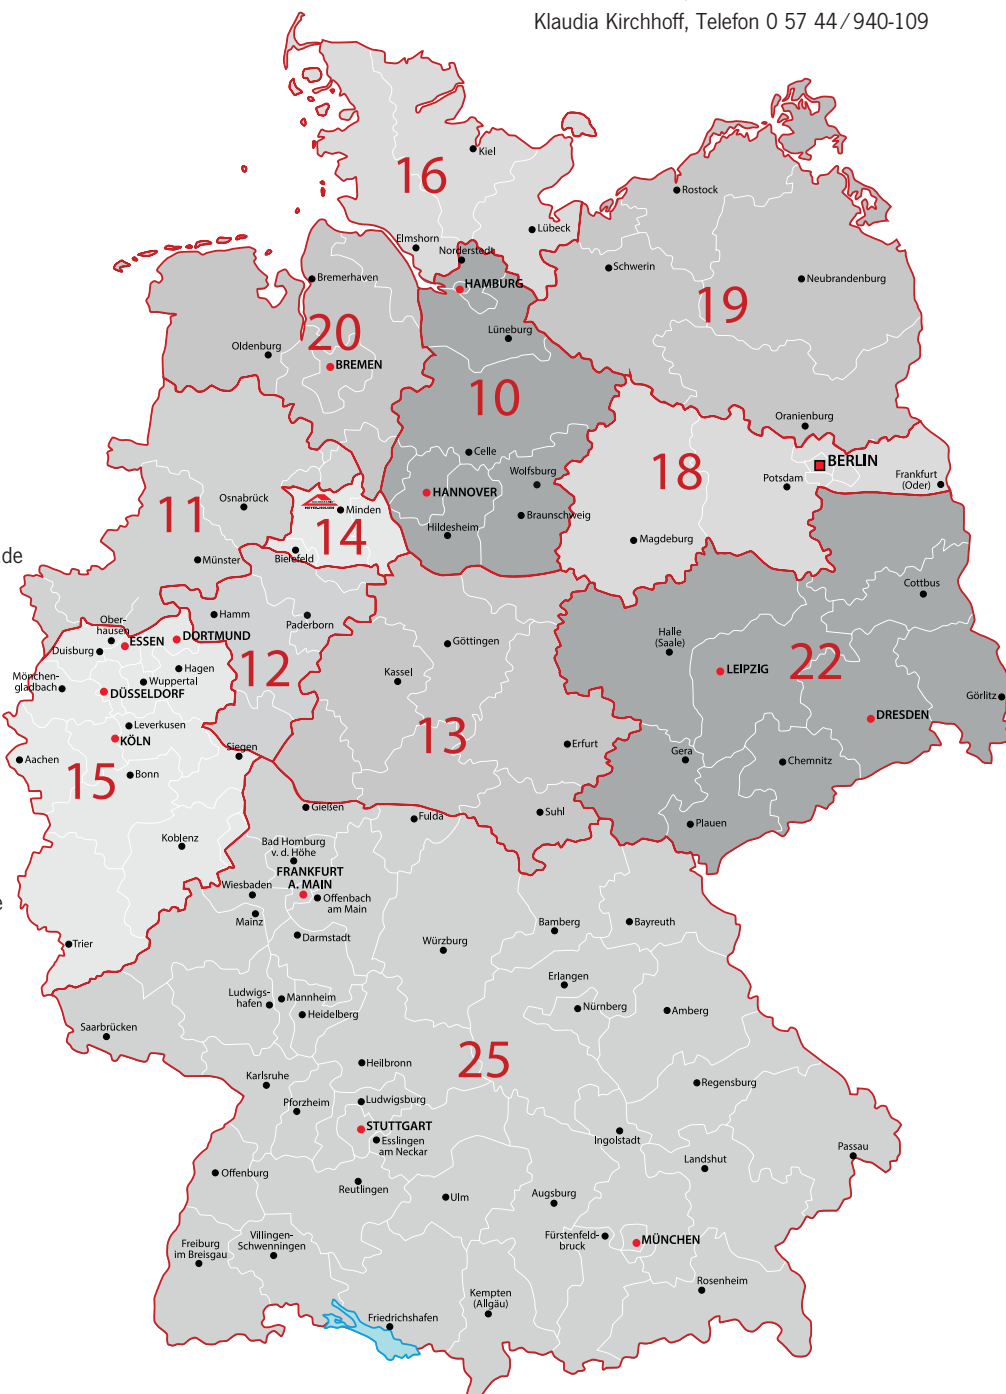 Klaudia Kirchhoff, Telefon 0 57 44 / 940-109
16
Kiel
Rostock
Lübeck
Elmshorn
Norderstedt
Schwerin
Neubrandenburg
Bremerhaven
HAMBURG
19
20
Lüneburg
Oldenburg
BREMEN
10
Oranienburg
Celle
BERLIN
18
Wolfsburg
Potsdam
Frankfurt
(Oder)
Osnabrück
HANNOVER
11
Minden
14
Braunschweig
Hildesheim
Magdeburg
de
Münster
Bielefeld
Cottbus
Hamm
Paderborn
Ober-
hausen
ESSEN
DORTMUND
Duisburg
Göttingen
Halle
(Saale)
22
12
Hagen
Wuppertal
Kassel
LEIPZIG
Mönchen-
gladbach
DÜSSELDORF
Görlitz
Leverkusen
DRESDEN
KÖLN
13
Siegen
Erfurt
Aachen
Gera
Chemnitz
15
Bonn
Gießen
Fulda
Suhl
Plauen
Koblenz
Bad Homburg
v. d. Höhe
FRANKFURT
A. MAIN
Wiesbaden
Offenbach
am Main
e
Mainz
Bamberg
Bayreuth
Trier
Darmstadt
Würzburg
Erlangen
Ludwigs-
hafen
Mannheim
Heidelberg
Nürnberg
Amberg
Saarbrücken
25
Heilbronn
Karlsruhe
Regensburg
Pforzheim
Ludwigsburg
STUTTGART
Esslingen
am Neckar
Ingolstadt
Passau
Landshut
Offenburg
Reutlingen
Ulm
Augsburg
Fürstenfeld-
bruck
MÜNCHEN
Villingen-
Schwenningen
Freiburg
im Breisgau
Rosenheim
Kempten
(Allgäu)
Friedrichshafen